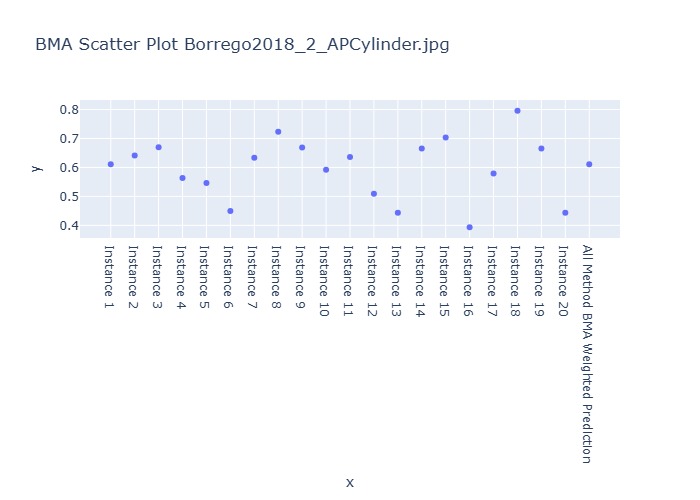 BMA Scatter Plot Borrego2018_2_APCylinder.jpg
0.8
0.7
0.6
0.5
0.4
y
Instance 1
Instance 2
Instance 3
Instance 4
Instance 5
Instance 6
Instance 7
Instance 8
Instance 9
Instance 10
Instance 11
Instance 12
Instance 13
Instance 14
Instance 15
Instance 16
Instance 17
Instance 18
Instance 19
Instance 20
All Method BMA Weighted Prediction
x